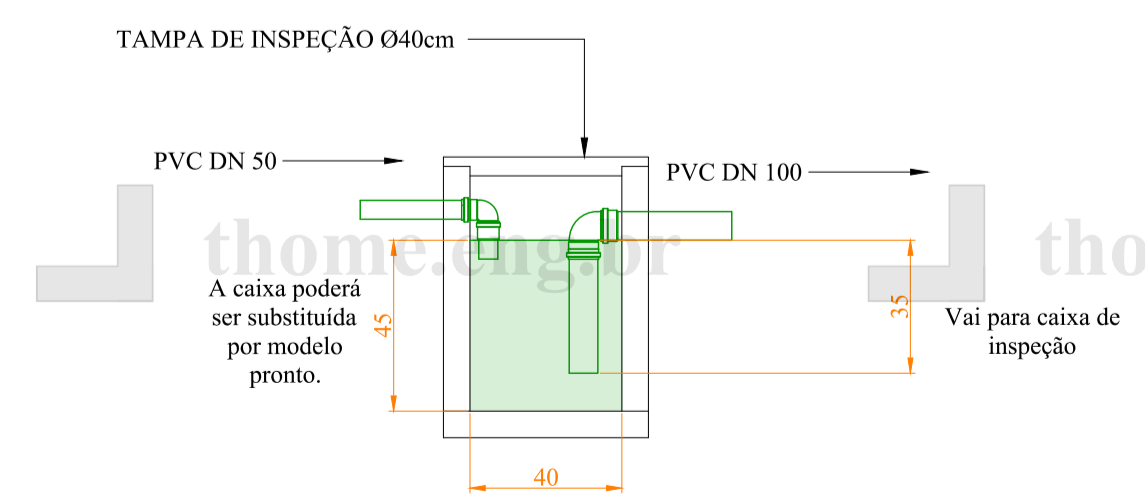 TAMPA DE INSPEÇÃO Ø40cm
PVC DN 50
PVC DN 100
thome.eng.br
tho
A caixa poderá
ser substituída
por modelo
pronto.
45
35
Vai para caixa de
inspeção
40